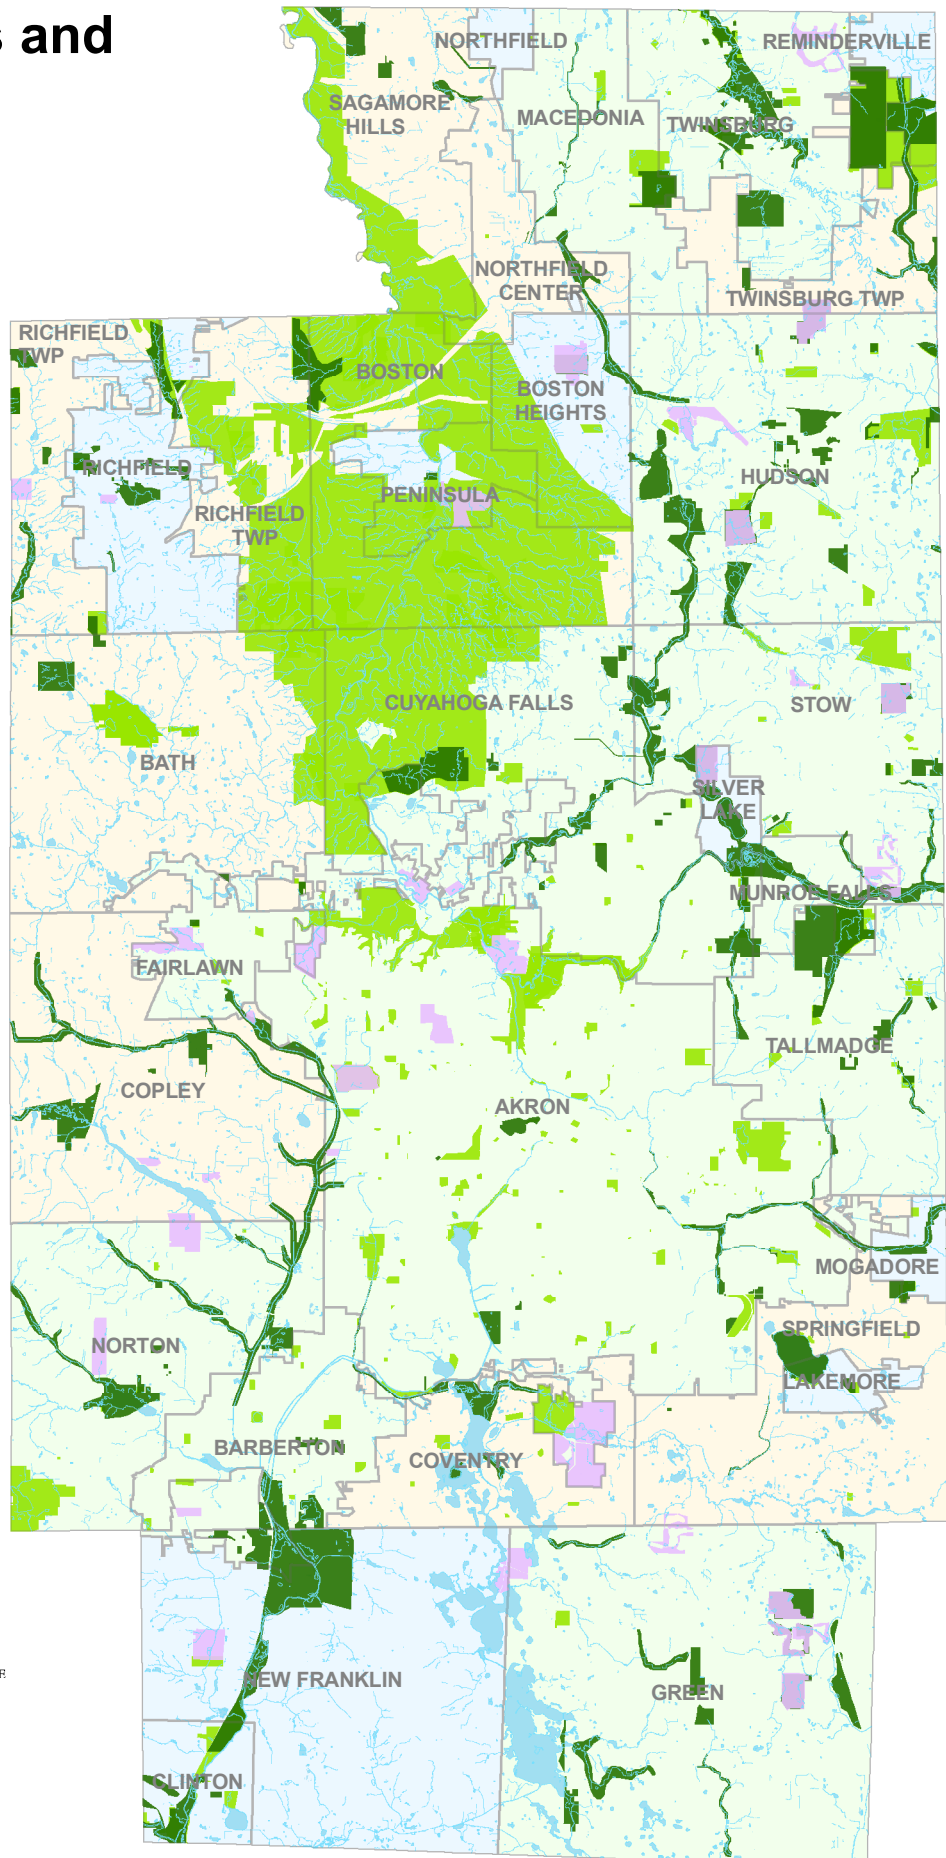 s and
NORTHFIELD
REMINDERVILLE
SAGAMORE
HILLS
MACEDONIA
TWINSBURG
NORTHFIELD
CENTER
TWINSBURG TWP
RICHFIELD
TWP
BOSTON
BOSTON
HEIGHTS
RICHFIELD
PENINSULA
HUDSON
RICHFIELD
TWP
CUYAHOGA FALLS
STOW
BATH
SILVER
LAKE
MUNROE FALLS
FAIRLAWN
TALLMADGE
COPLEY
AKRON
MOGADORE
SPRINGFIELD
NORTON
LAKEMORE
BARBERTON
COVENTRY
E
NEW FRANKLIN
GREEN
CLINTON